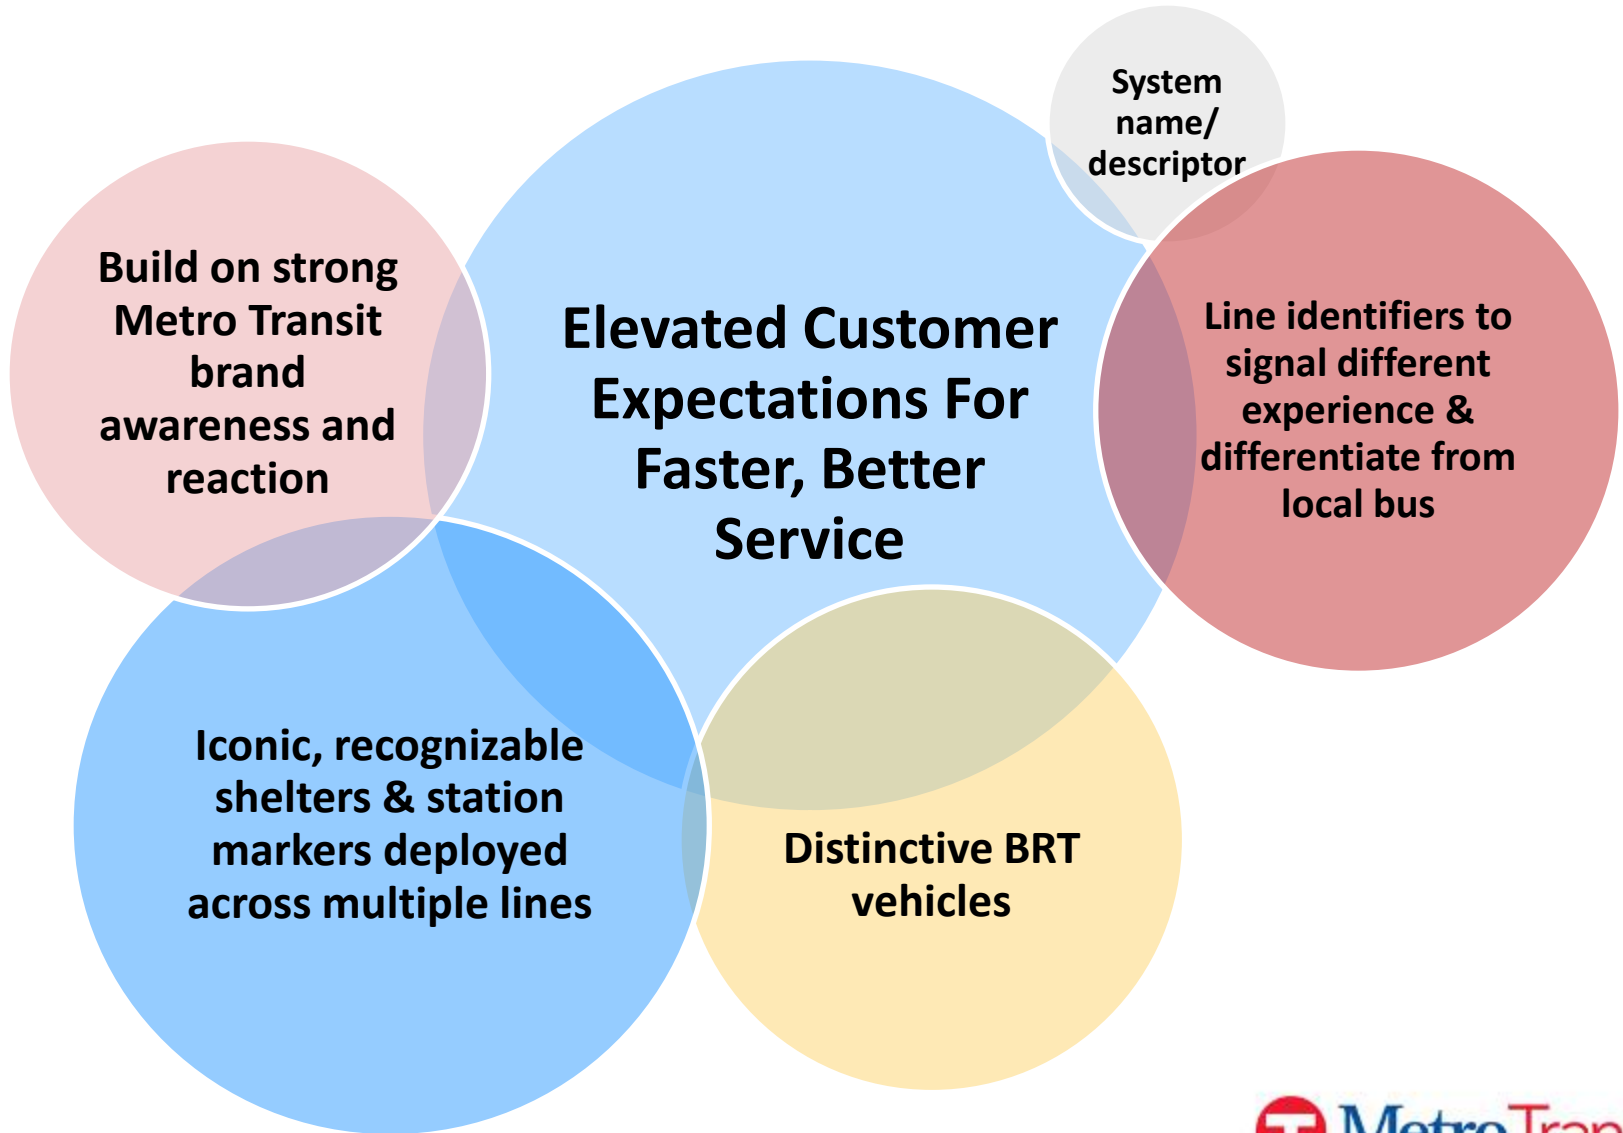 System
name/
descriptor
Build on strong
Metro Transit
brand
awareness and
reaction
Elevated Customer
Expectations For
Faster, Better
Service
Line identifiers to
signal different
experience &
differentiate from
local bus
Iconic, recognizable
shelters & station
markers deployed
across multiple lines
Distinctive BRT
vehicles
MetroTran